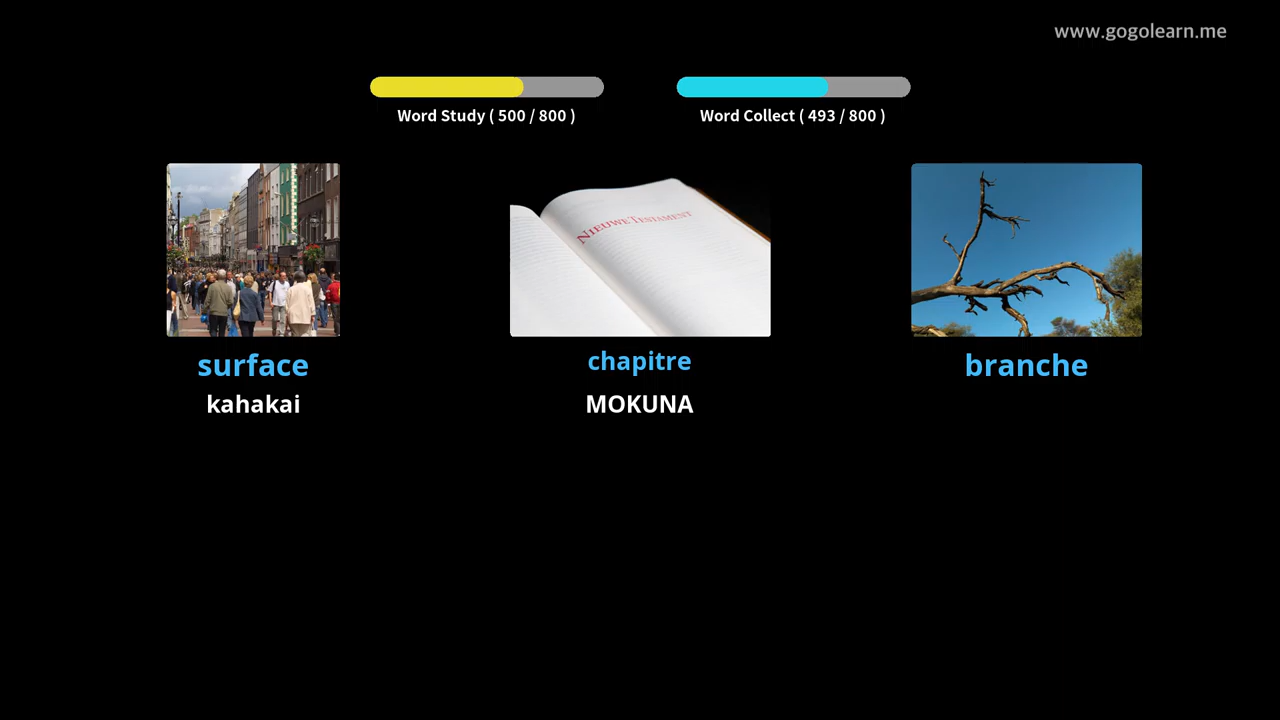 www.gogolearn.me
Word Study ( 500 / 800 )
Word Collect ( 493 / 800 )
NIEUWE TESTAMENT
surface
chapitre
branche
kahakai
MOKUNA